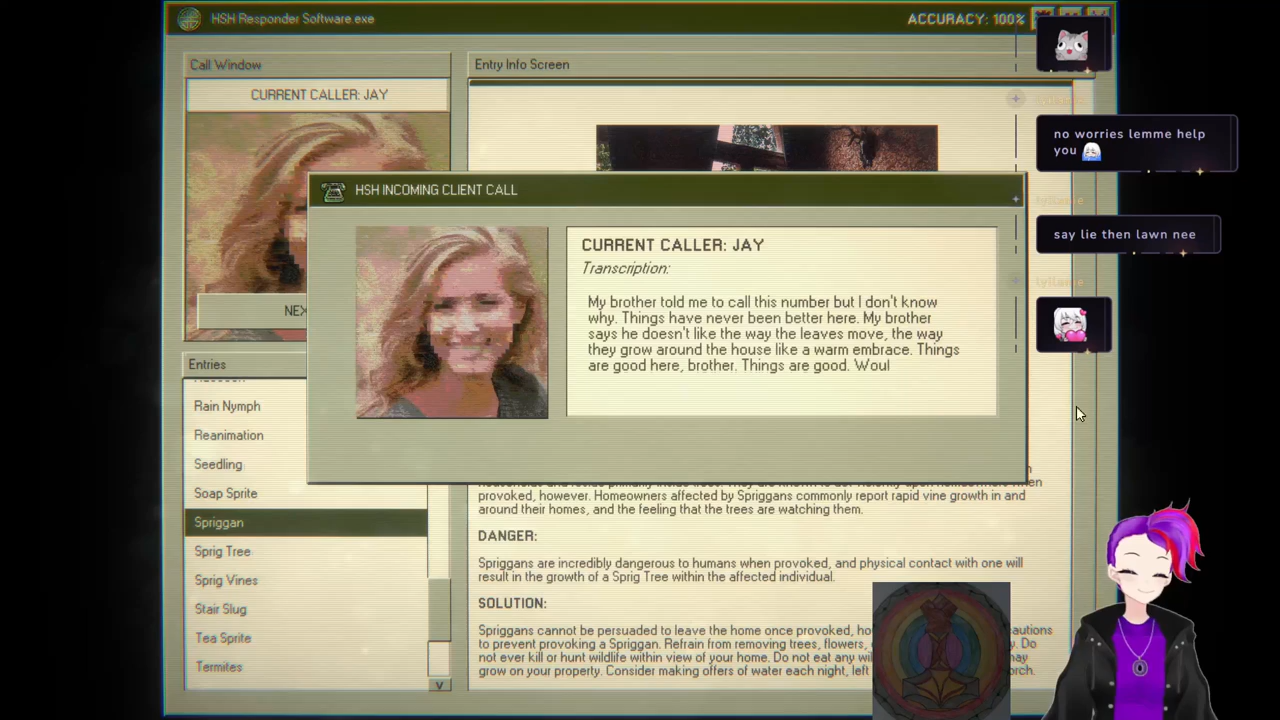 HSH Responder Software.exe
ACCURACY: 100%
Call Window
Entry Info Screen
CURRENT CALLER: JAY
no worries lemme help
you
HSH INCOMING CLIENT CALL
CURRENT CALLER: JAY
Transcription:
say lie then lawn nee
My brother told me to call this number but I don't know
why. Things have never been better here. My brother
says he doesn't like the way the leaves move, the way
they grow around the house like a warm embrace. Things
are good here, brother. Things are good. Woul
NEX
Entries
Rain Nymph
Reanimation
Seedling
Soap Sprite
Spriggan
Sprig Tree
Sprig Vines
Stair Slug
Tea Sprite
Termites
v
provoked, however. Homeowners affected by Spriggans commonly report rapid vine growth in and
around their homes, and the feeling that the trees are watching them.
DANGER:
Spriggans are incredibly dangerous to humans when provoked, and physical contact with one will
result in the growth of a Sprig Tree within the affected individual.
SOLUTION:
Spriggans cannot be persuaded to leave the home once provoked, ho
to prevent provoking a Spriggan. Refrain from removing trees, flowers,
not ever kill or hunt wildlife within view of your home. Do not eat any wil
grow on your property. Consider making offers of water each night, left